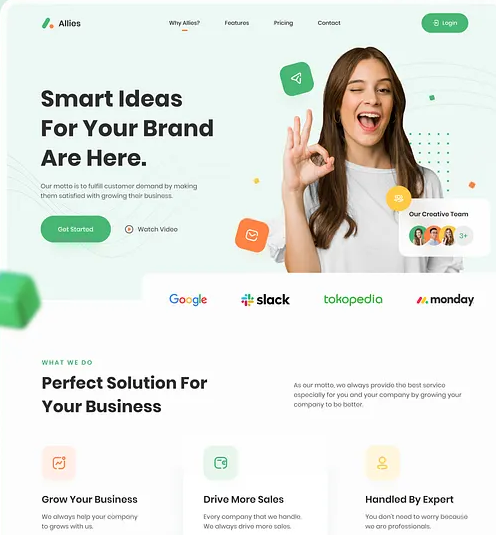 Allies
Why Allies?
Features
Pricing
Contact
Login
Smart Ideas
For Your Brand
Are Here.
Our motto is to fulfill customer demand by making
them satisfied with growing their business.
Get Started
Watch Video
Our Creative Team
3+
Google
slack
tokopedia
monday
WHAT WE DO
Perfect Solution For
Your Business
As our motto, we always provide the best service
especially for you and your company by growing your
company to be better.
Grow Your Business
We always help your company
to grows with us.
Drive More Sales
Every company that we handle.
We always drive more sales.
Handled By Expert
You don't need to worry because
we are professionals.